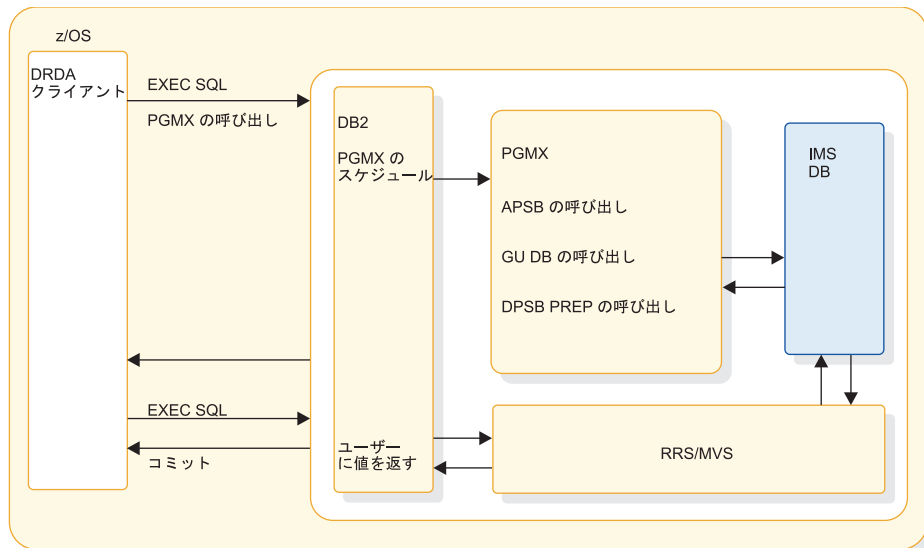 z/OS
DRDA
クライアント
EXEC SQL
PGMX の呼び出し
DB2
PGMX の
スケジュール
PGMX
APSB の呼び出し
GU DB の呼び出し
DPSB PREP の呼び出し
IMS
DB
EXEC SQL
コミット
ユーザー
に値を返す
RRS/MVS